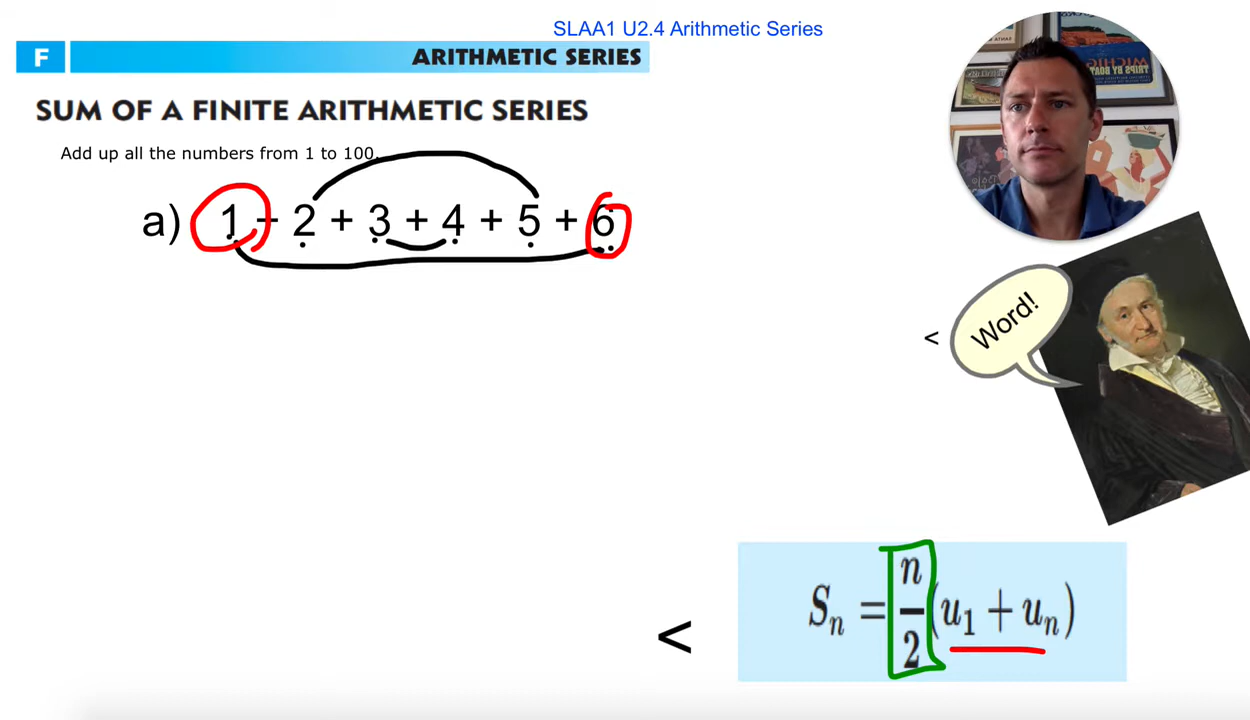 SLAA1 U2.4 Arithmetic Series
F ARITHMETIC SERIES
SUM OF A FINITE ARITHMETIC SERIES
Add up all the numbers from 1 to 100.
a) 1 + 2 + 3 + 4 + 5 + 6
< Word!
< Sₙ = n/2 (u₁ + uₙ)